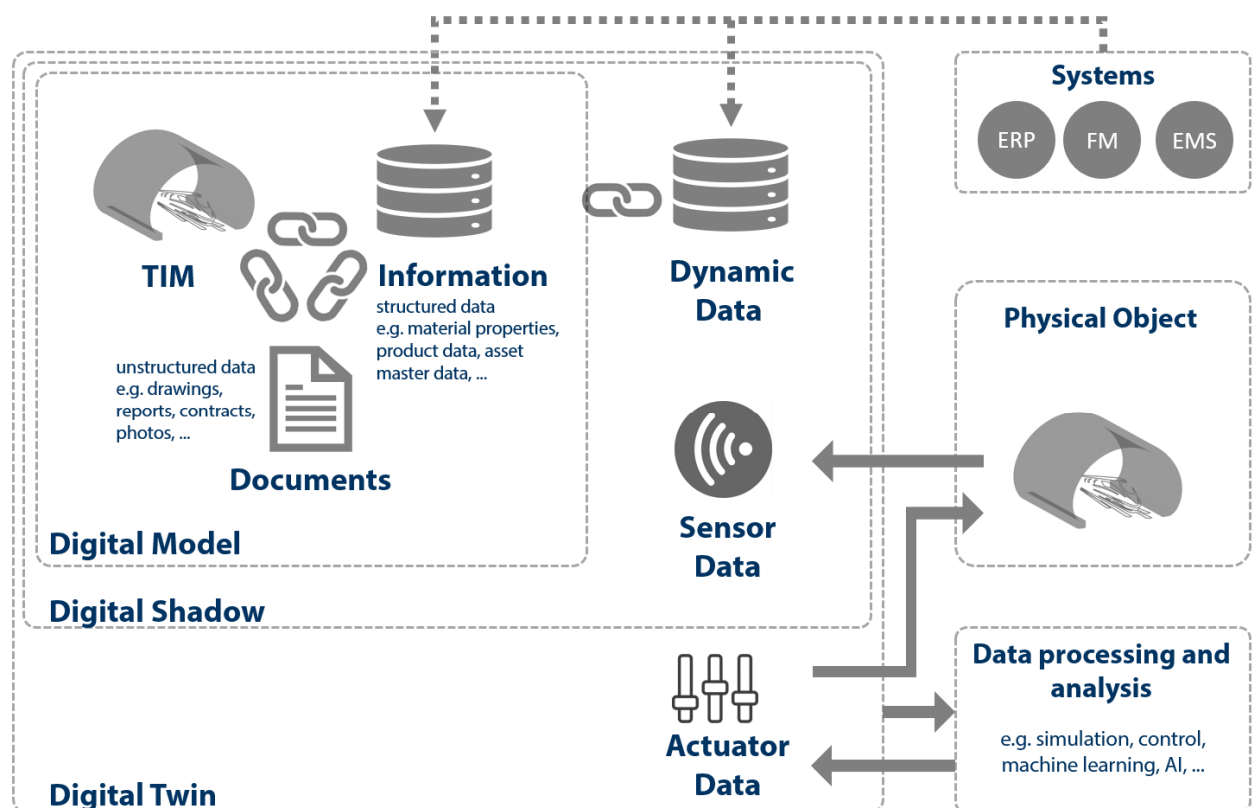 Systems
ERP
FM
EMS
TIM
Information
structured data
e.g. material properties,
product data, asset
master data, ...
unstructured data
e.g. drawings,
reports, contracts,
photos, ...
Documents
Digital Model
Dynamic
Data
Sensor
Data
Digital Shadow
Physical Object
Actuator
Data
Digital Twin
Data processing and
analysis
e.g. simulation, control,
machine learning, AI, ...